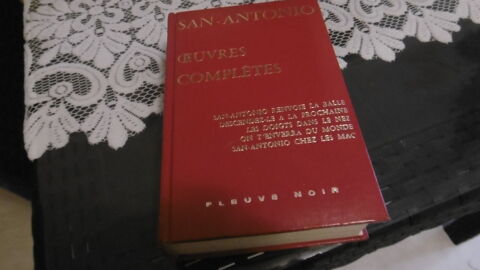 SAN-ANTONIO
ŒUVRES
COMPLÈTES
SAN-ANTONIO RENVOIE LA BALLE
DESCENDEZ-LE A LA PROCHAINE
LES DOIGTS DANS LE NEZ
ON T'ENVERRA DU MONDE
SAN-ANTONIO CHEZ LES MAC
FLEUVE NOIR